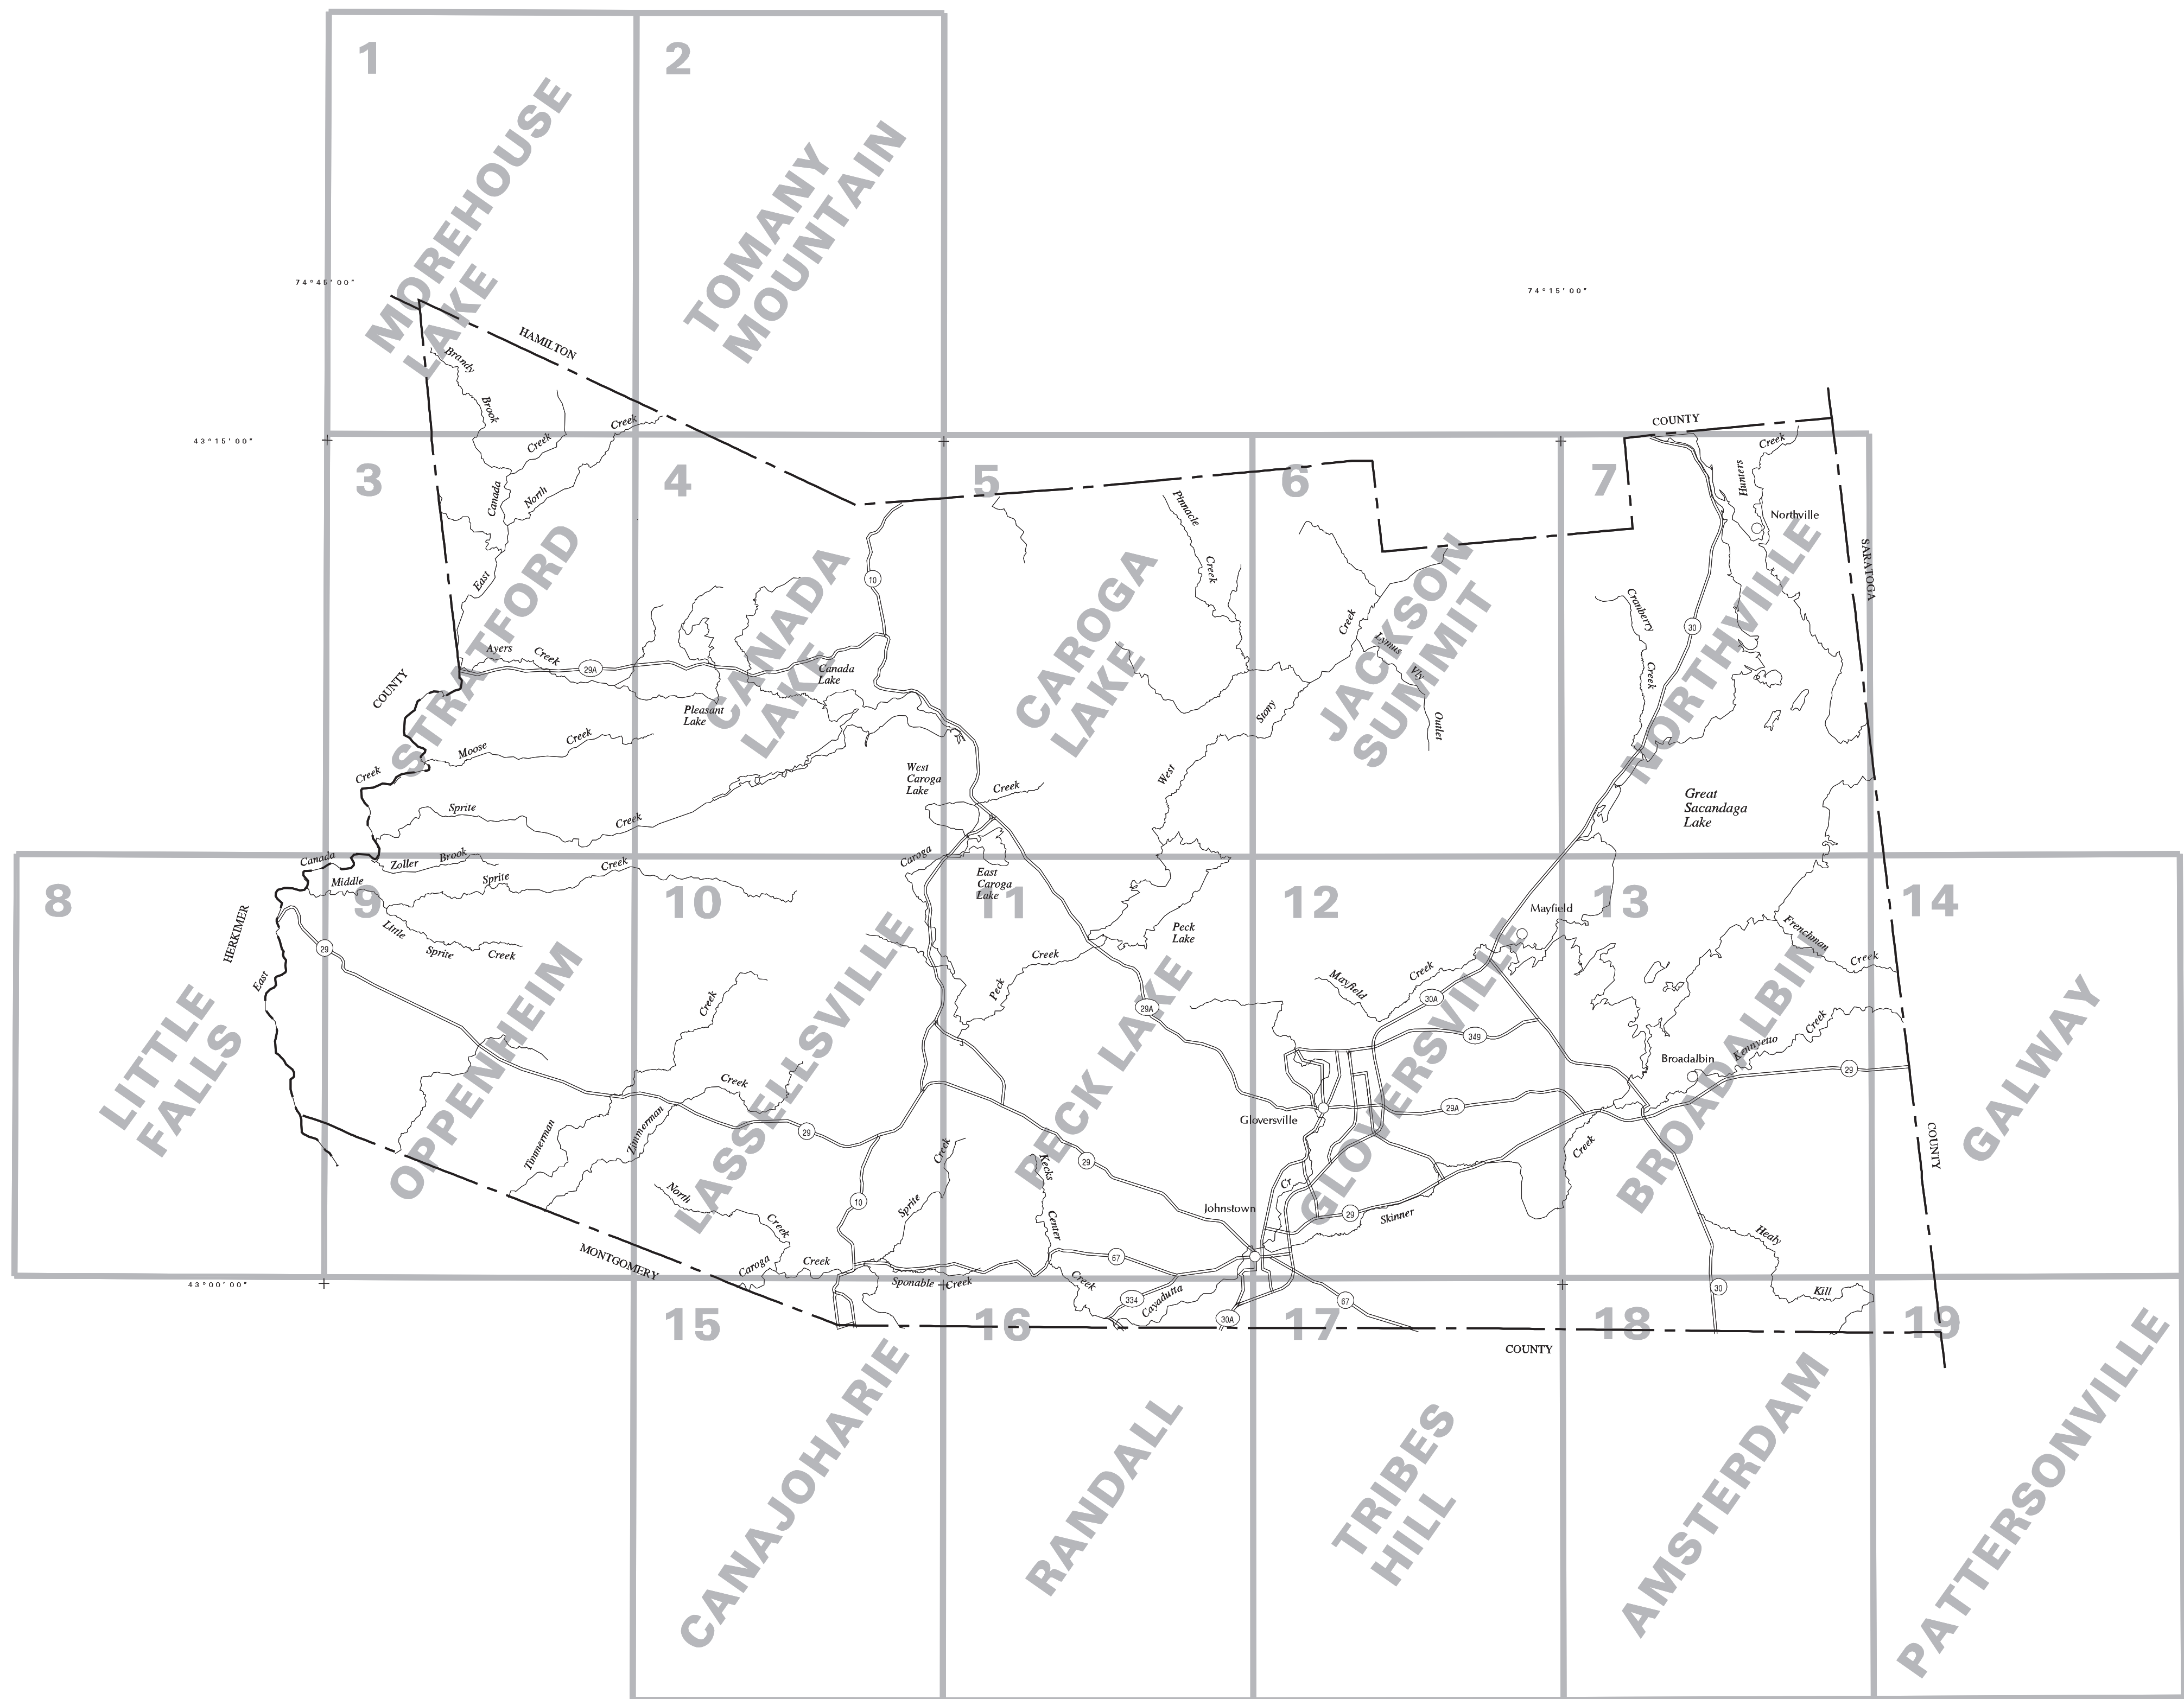 1
2
MOREHOUSE
LAKE
TOMANY
MOUNTAIN
74°45'00"
74°15'00"
HAMILTON
Brandy
Brook
Creek
Creek
43°15'00"
COUNTY
Creek
3
4
5
6
7
Canada
North
Pinnacle
Hunters
Northville
STRATFORD
CANADA
LAKE
CAROGA
LAKE
JACKSON
SUMMIT
NORTHVILLE
SARATOGA
East
10
Creek
Creek
Cranberry
30
Lymus
Vly
Ayers
Creek
29A
Canada
Lake
Creek
COUNTY
Pleasant
Lake
Stony
Outlet
Moose
Creek
Creek
West
Caroga
Lake
Creek
West
Great
Sacandaga
Lake
Sprite
Creek
Canada
Zoller
Brook
Creek
Caroga
Middle
Sprite
East
Caroga
Lake
8
9
10
11
12
13
14
HERKIMER
Little
Sprite
Creek
Peck
Lake
Mayfield
Frenchman
Creek
29
East
Creek
Peck
Creek
Mayfield
Creek
30A
29A
LITTLE
FALLS
OPPENHEIM
LASSELLSVILLE
PECK LAKE
GLOVERSVILLE
BROADALBIN
GALWAY
349
Creek
Kennyetto
Broadalbin
29
Creek
29A
Gloversville
Timmerman
Zimmerman
29
Creek
29
Kecks
Creek
COUNTY
North
Creek
10
Sprite
Center
Cr
Johnstown
29
Skinner
Healy
MONTGOMERY
Caroga
Creek
67
Sponable
Creek
Creek
43°00'00"
334
Cayadutta
30A
67
30
Kill
15
16
17
18
19
COUNTY
CANAJOHARIE
RANDALL
TRIBES
HILL
AMSTERDAM
PATTERSONVILLE